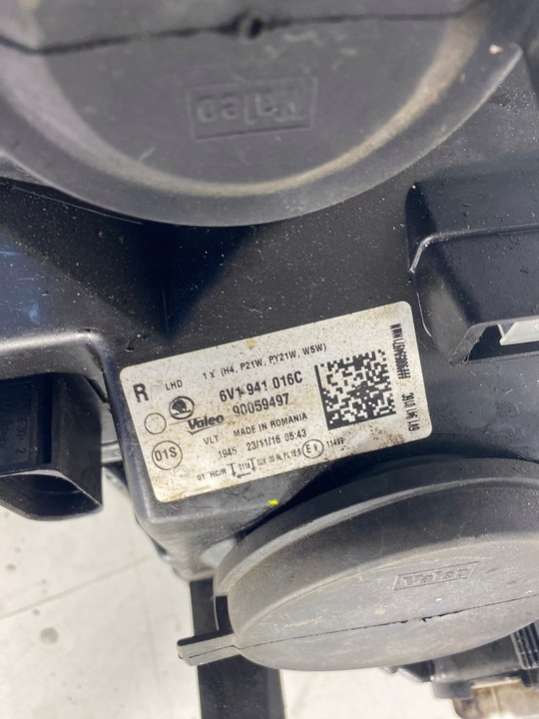 Valeo
R LHD 1 x (H4, P21W, PY21W, W5W)
6V1 941 016C
Valeo 90059497
VLT MADE IN ROMANIA
01S 1945 23/11/16 05:43
Valeo